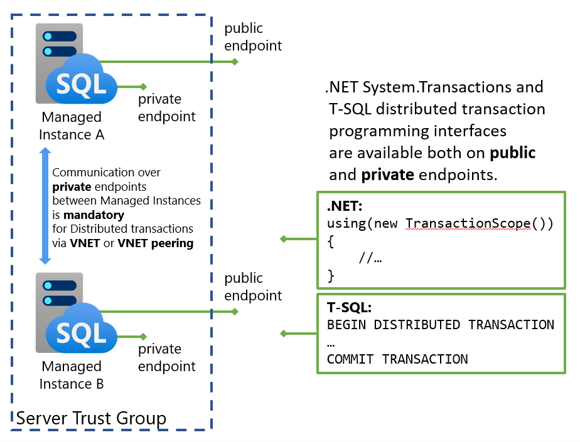 public
endpoint
SQL
private
endpoint
Managed
Instance A
Communication over
private endpoints
between Managed Instances
is mandatory
for Distributed transactions
via VNET or VNET peering
public
endpoint
SQL
private
endpoint
Managed
Instance B
Server Trust Group
.NET System.Transactions and
T-SQL distributed transaction
programming interfaces
are available both on public
and private endpoints.
.NET:
using(new TransactionScope())
{
//…
}
T-SQL:
BEGIN DISTRIBUTED TRANSACTION
…
COMMIT TRANSACTION